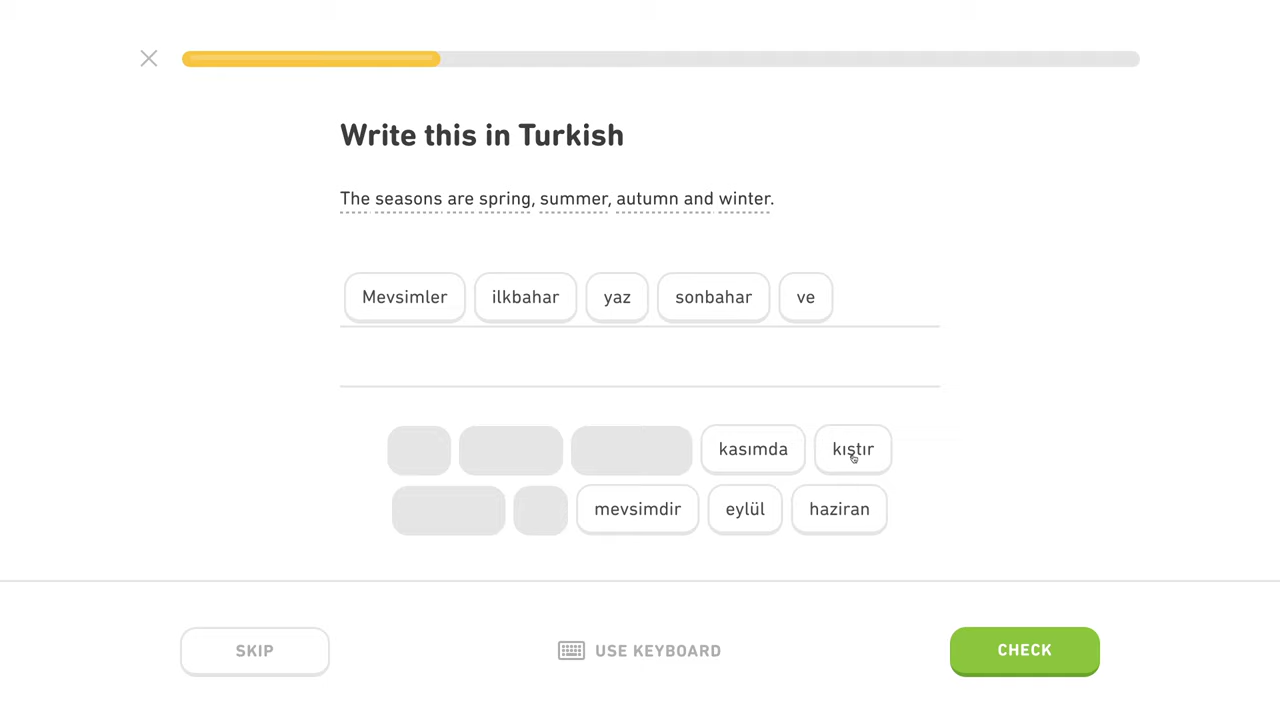 Write this in Turkish
The seasons are spring, summer, autumn and winter.
Mevsimler ilkbahar yaz sonbahar ve
kasımda kıştır
mevsimdir eylül haziran
SKIP USE KEYBOARD CHECK